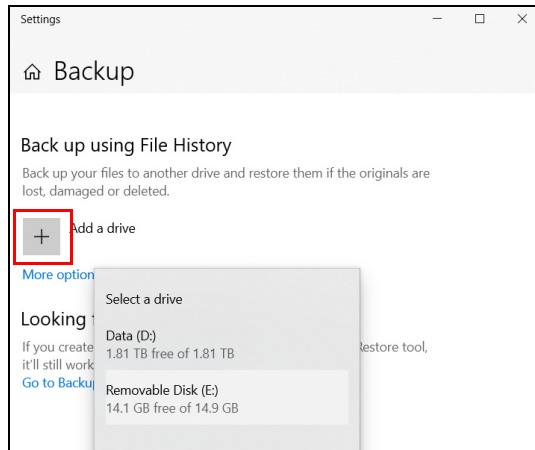 Settings
Backup
Back up using File History
Back up your files to another drive and restore them if the originals are
lost, damaged or deleted.
Add a drive
More option
Select a drive
Looking
Data (D:)
If you create
Restore tool,
1.81 TB free of 1.81 TB
it'll still work
Go to Backu
Removable Disk (E:)
14.1 GB free of 14.9 GB